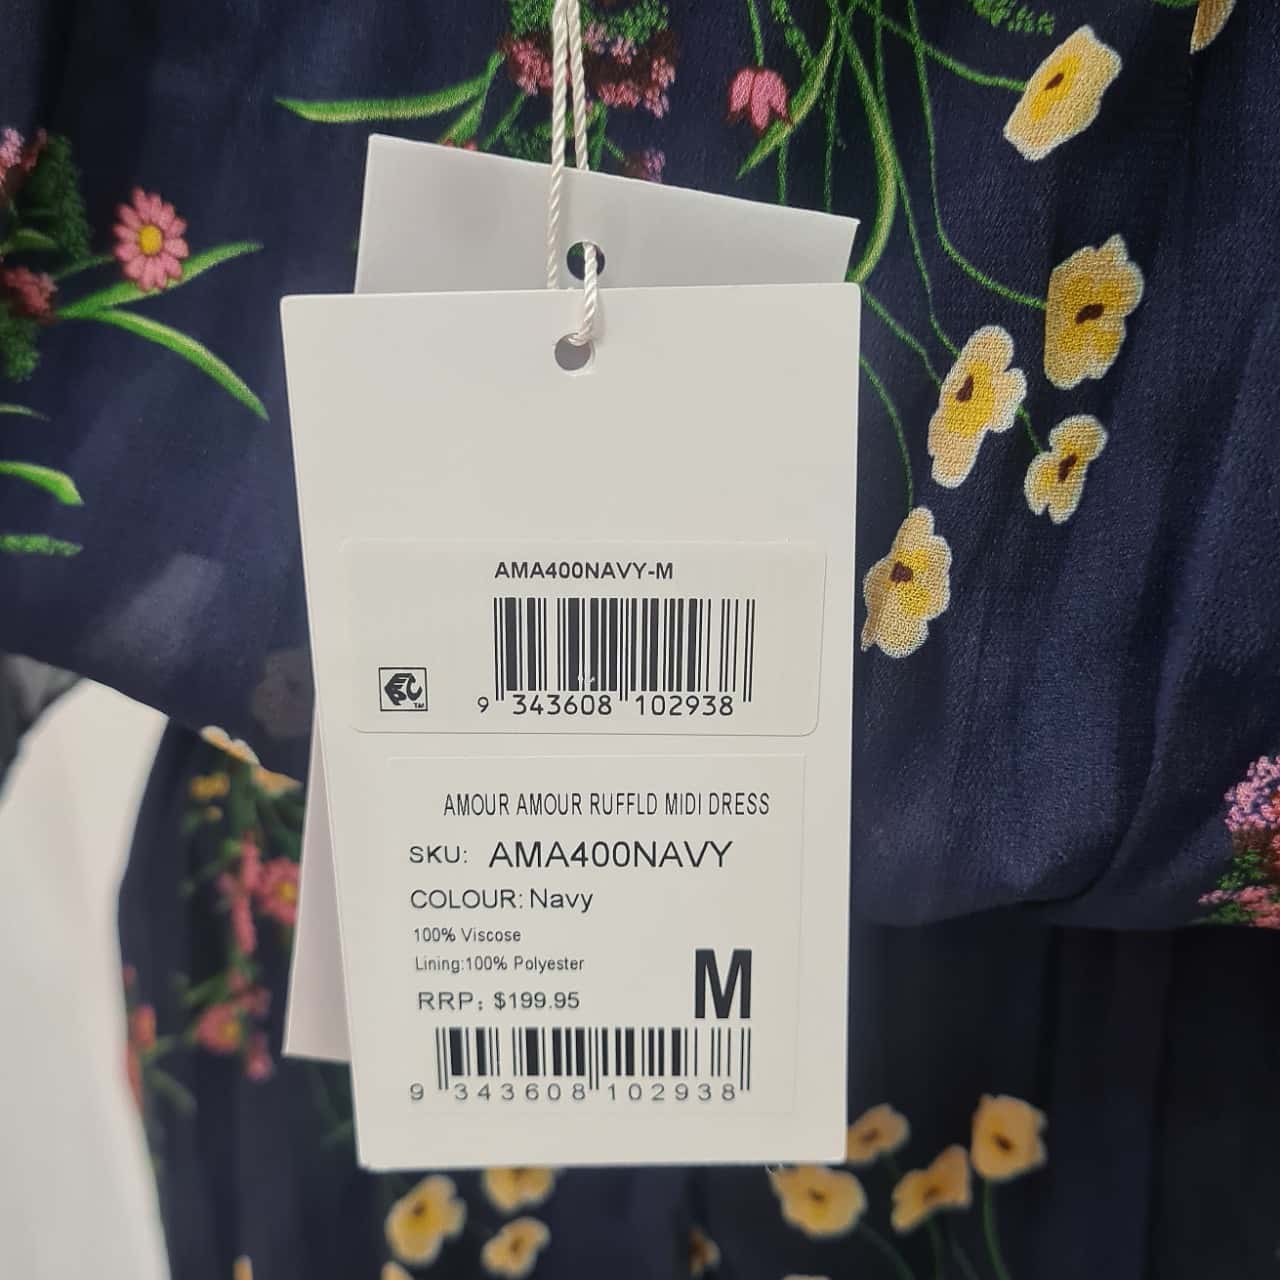 AMA400NAVY-M
9 343608 102938
AMOUR AMOUR RUFFLD MIDI DRESS
SKU: AMA400NAVY
COLOUR: Navy
100% Viscose
Lining:100% Polyester
RRP: $199.95
M
9 343608 102938